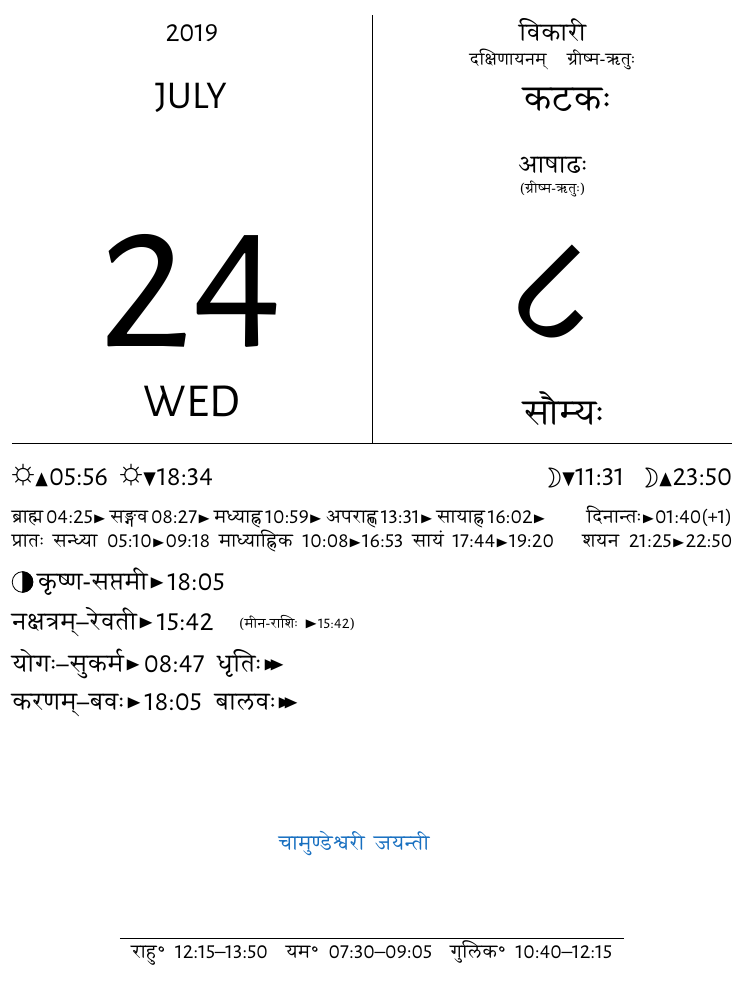 2019
JULY
24
WED
विकारी
दक्षिणायनम् ग्रीष्म-ऋतुः
कटकः
आषाढः
(ग्रीष्म-ऋतुः)
८
सौम्यः
☼▲05:56 ☼▼18:34 ☽▼11:31 ☽▲23:50
ब्राह्म 04:25► सङ्गव 08:27► मध्याह्न 10:59► अपराह्ण 13:31► सायाह्न 16:02► दिनान्तः►01:40(+1)
प्रातः सन्ध्या 05:10►09:18 माध्याह्निक 10:08►16:53 सायं 17:44►19:20 शयन 21:25►22:50
◑ कृष्ण-सप्तमी►18:05
नक्षत्रम्–रेवती►15:42 (मीन-राशिः ►15:42)
योगः–सुकर्म►08:47 धृतिः►►
करणम्–बवः►18:05 बालवः►►
चामुण्डेश्वरी जयन्ती
राहु° 12:15–13:50 यम° 07:30–09:05 गुलिक° 10:40–12:15